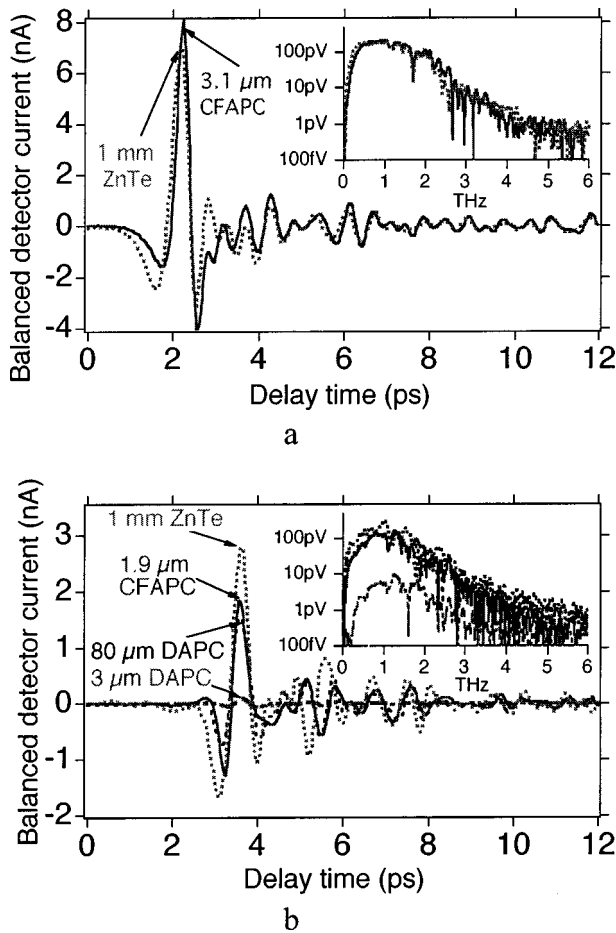 8
6
4
2
0
-2
-4
Balanced detector current (nA)
3.1 µm
CFAPC
1 mm
ZnTe
100pV
10pV
1pV
100fV
0 1 2 3 4 5 6
THz
0 2 4 6 8 10 12
Delay time (ps)
a
3
2
1
0
-1
-2
Balanced detector current (nA)
1 mm ZnTe
1.9 µm
CFAPC
80 µm DAPC
3 µm DAPC
100pV
10pV
1pV
100fV
0 1 2 3 4 5 6
THz
0 2 4 6 8 10 12
Delay time (ps)
b